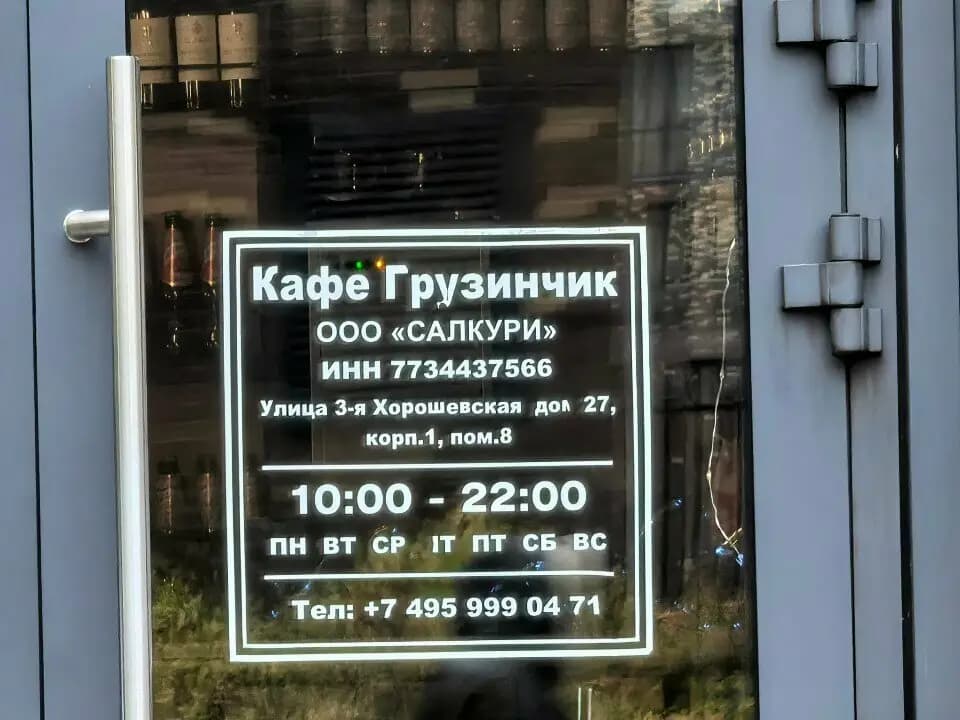 Кафе Грузинчик
ООО «САЛКУРИ»
ИНН 7734437566
Улица 3-я Хорошевская дом 27,
корп.1, пом.8
10:00 - 22:00
ПН ВТ СР ЧТ ПТ СБ ВС
Тел: +7 495 999 04 71